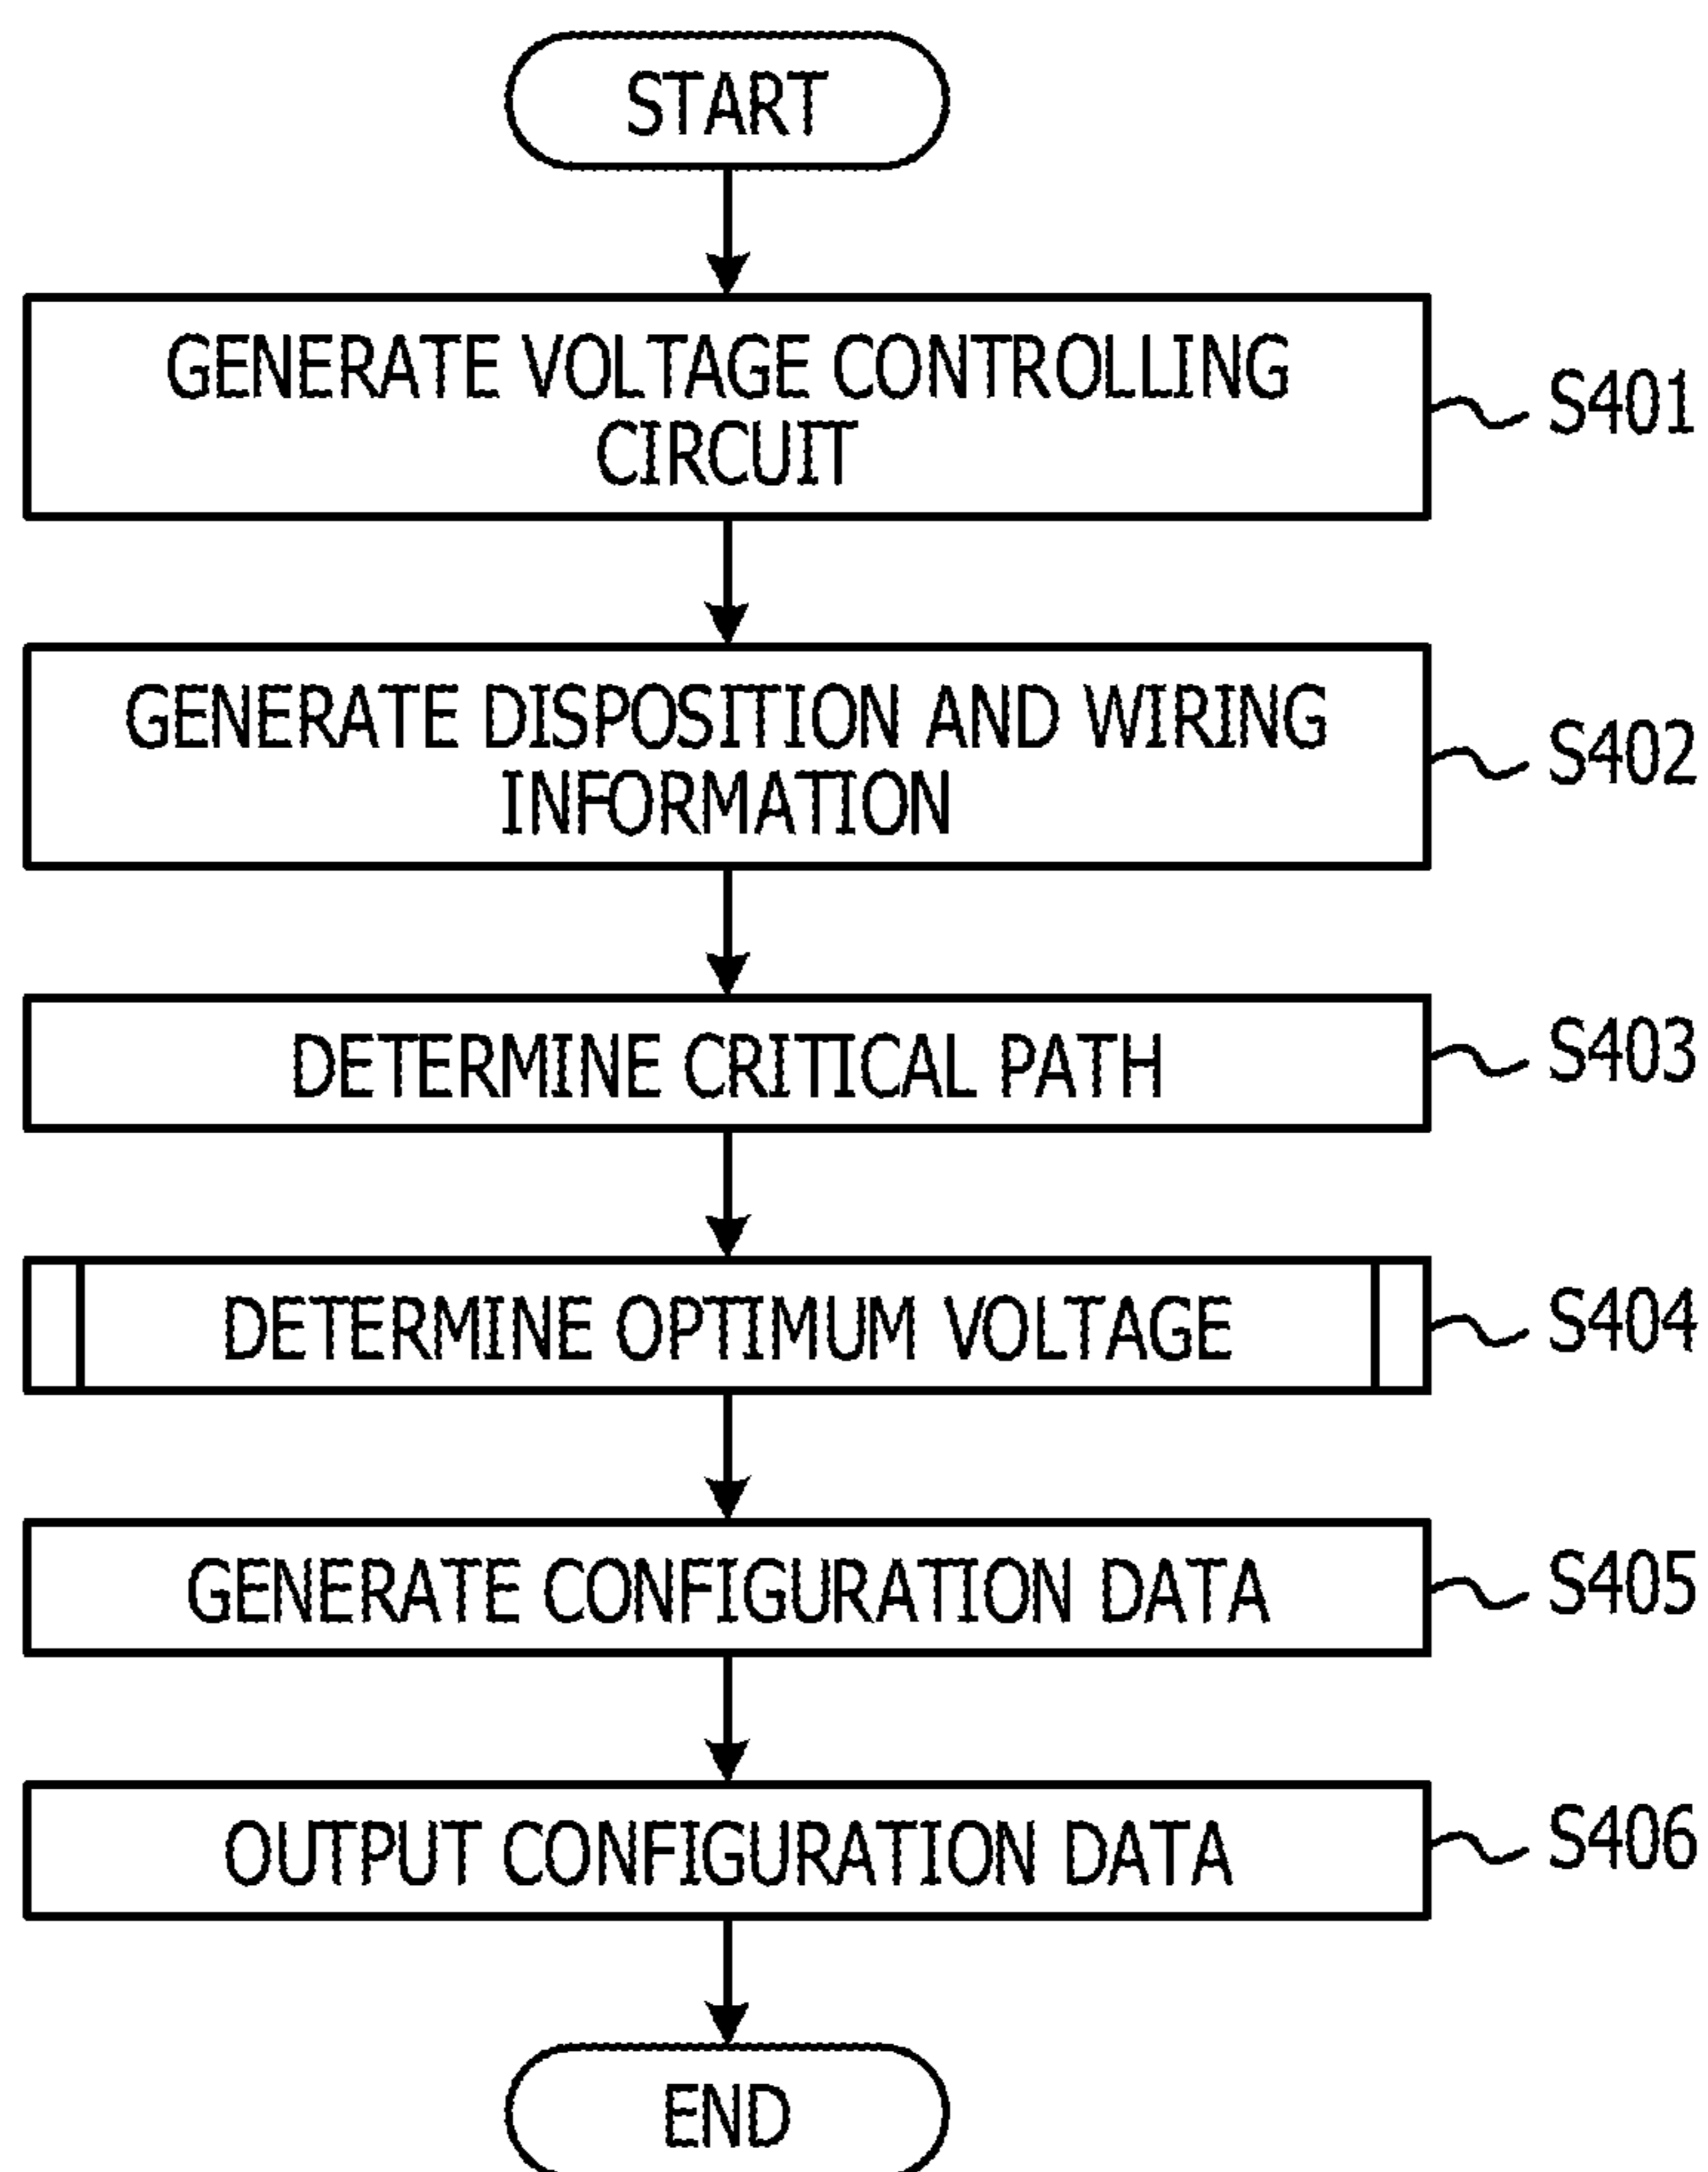 START
GENERATE VOLTAGE CONTROLLING
CIRCUIT
S401
GENERATE DISPOSITION AND WIRING
INFORMATION
S402
DETERMINE CRITICAL PATH
S403
DETERMINE OPTIMUM VOLTAGE
S404
GENERATE CONFIGURATION DATA
S405
OUTPUT CONFIGURATION DATA
S406
END